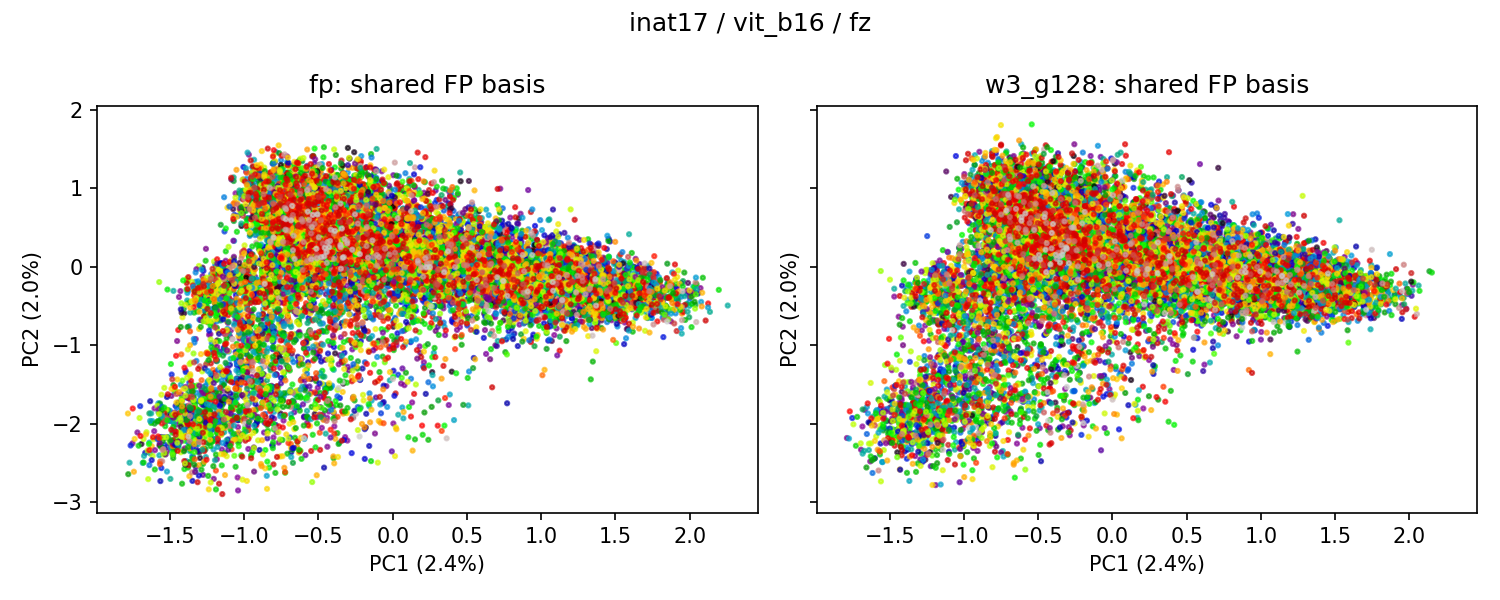 inat17 / vit_b16 / fz
fp: shared FP basis
w3_g128: shared FP basis
2
1
0
−1
−2
−3
PC2 (2.0%)
PC2 (2.0%)
−1.5 −1.0 −0.5 0.0 0.5 1.0 1.5 2.0
−1.5 −1.0 −0.5 0.0 0.5 1.0 1.5 2.0
PC1 (2.4%)
PC1 (2.4%)